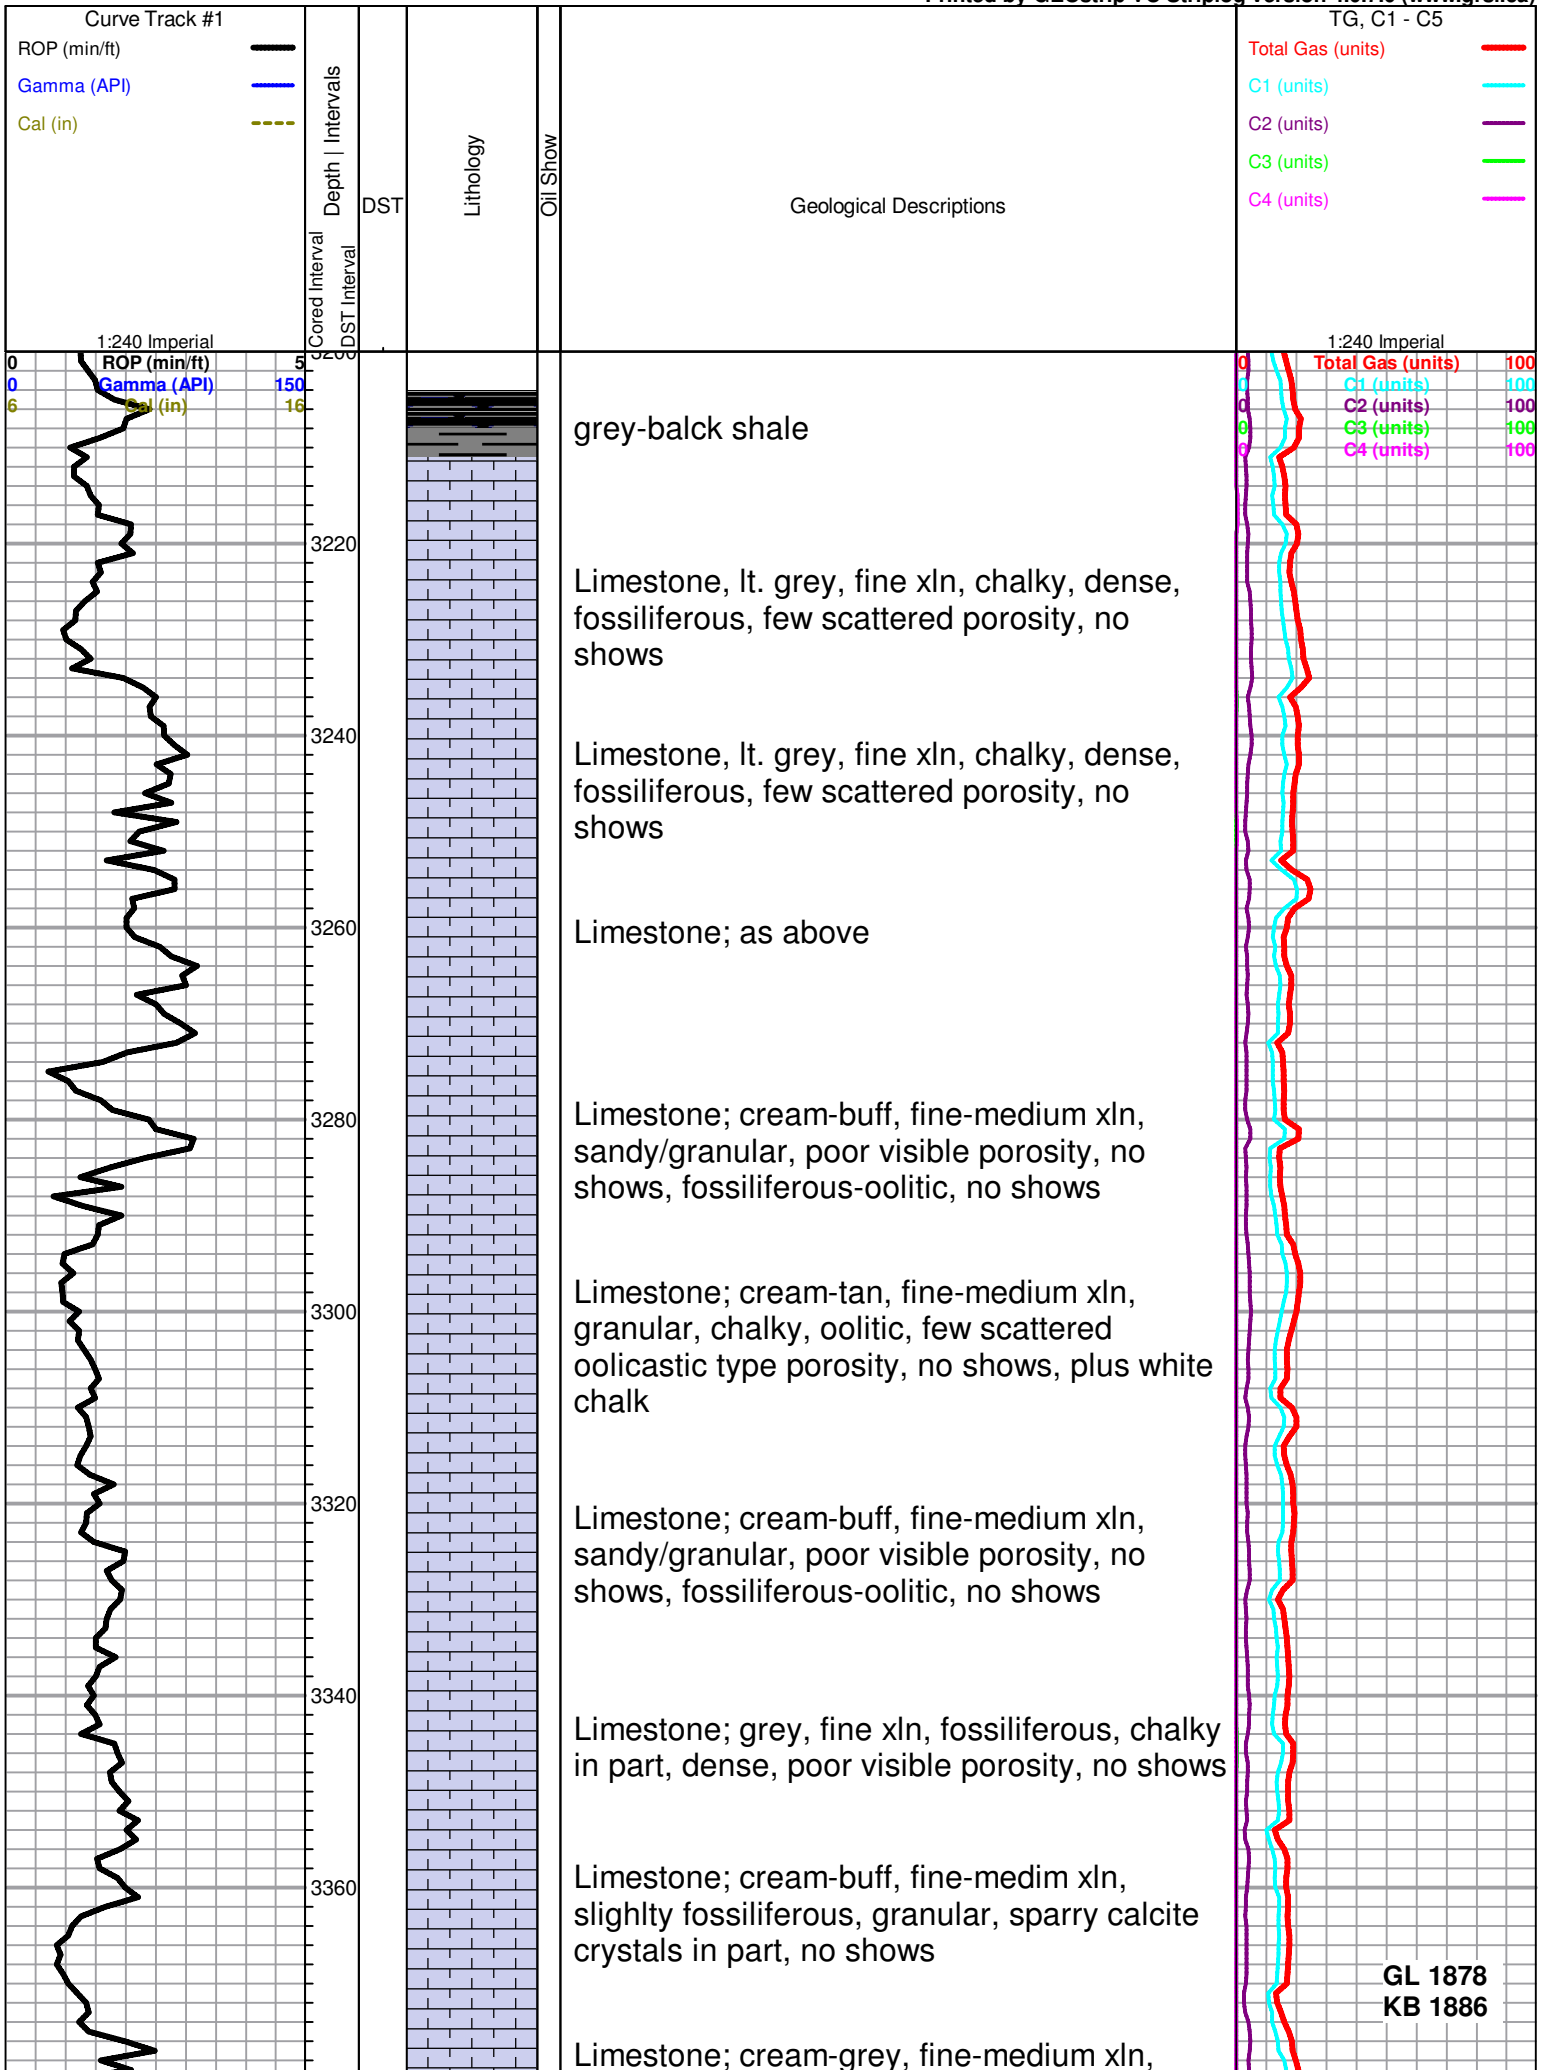 Curve Track #1
ROP (min/ft)
Gamma (API)
Cal (in)
1:240 Imperial
Cored Interval
Depth | Intervals
DST Interval
DST
Lithology
Oil Show
Geological Descriptions
TG, C1 - C5
Total Gas (units)
C1 (units)
C2 (units)
C3 (units)
C4 (units)
1:240 Imperial
0 ROP (min/ft) 5
0 Gamma (API) 150
6 Cal (in) 16
0 Total Gas (units) 100
0 C1 (units) 100
0 C2 (units) 100
0 C3 (units) 100
0 C4 (units) 100
3200
grey-balck shale
3220
Limestone, lt. grey, fine xln, chalky, dense,
fossiliferous, few scattered porosity, no
shows
3240
Limestone, lt. grey, fine xln, chalky, dense,
fossiliferous, few scattered porosity, no
shows
3260
Limestone; as above
3280
Limestone; cream-buff, fine-medium xln,
sandy/granular, poor visible porosity, no
shows, fossiliferous-oolitic, no shows
3300
Limestone; cream-tan, fine-medium xln,
granular, chalky, oolitic, few scattered
oolicastic type porosity, no shows, plus white
chalk
3320
Limestone; cream-buff, fine-medium xln,
sandy/granular, poor visible porosity, no
shows, fossiliferous-oolitic, no shows
3340
Limestone; grey, fine xln, fossiliferous, chalky
in part, dense, poor visible porosity, no shows
3360
Limestone; cream-buff, fine-medim xln,
slighlty fossiliferous, granular, sparry calcite
crystals in part, no shows
GL 1878
KB 1886
Limestone; cream-grey, fine-medium xln,